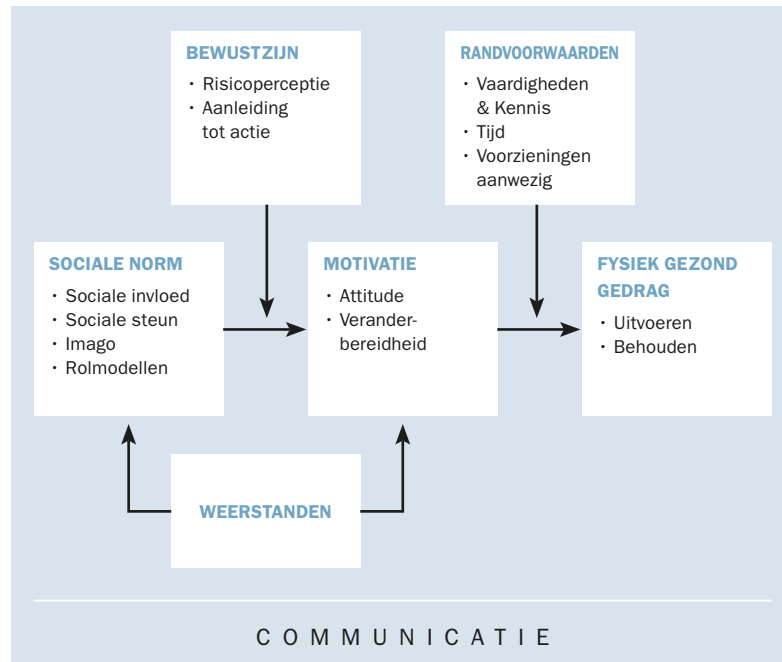 BEWUSTZIJN
· Risicoperceptie
· Aanleiding
tot actie
RANDVOORWAARDEN
· Vaardigheden
& Kennis
· Tijd
· Voorzieningen
aanwezig
SOCIALE NORM
· Sociale invloed
· Sociale steun
· Imago
· Rolmodellen
MOTIVATIE
· Attitude
· Verander-
bereidheid
FYSIEK GEZOND
GEDRAG
· Uitvoeren
· Behouden
WEERSTANDEN
COMMUNICATIE